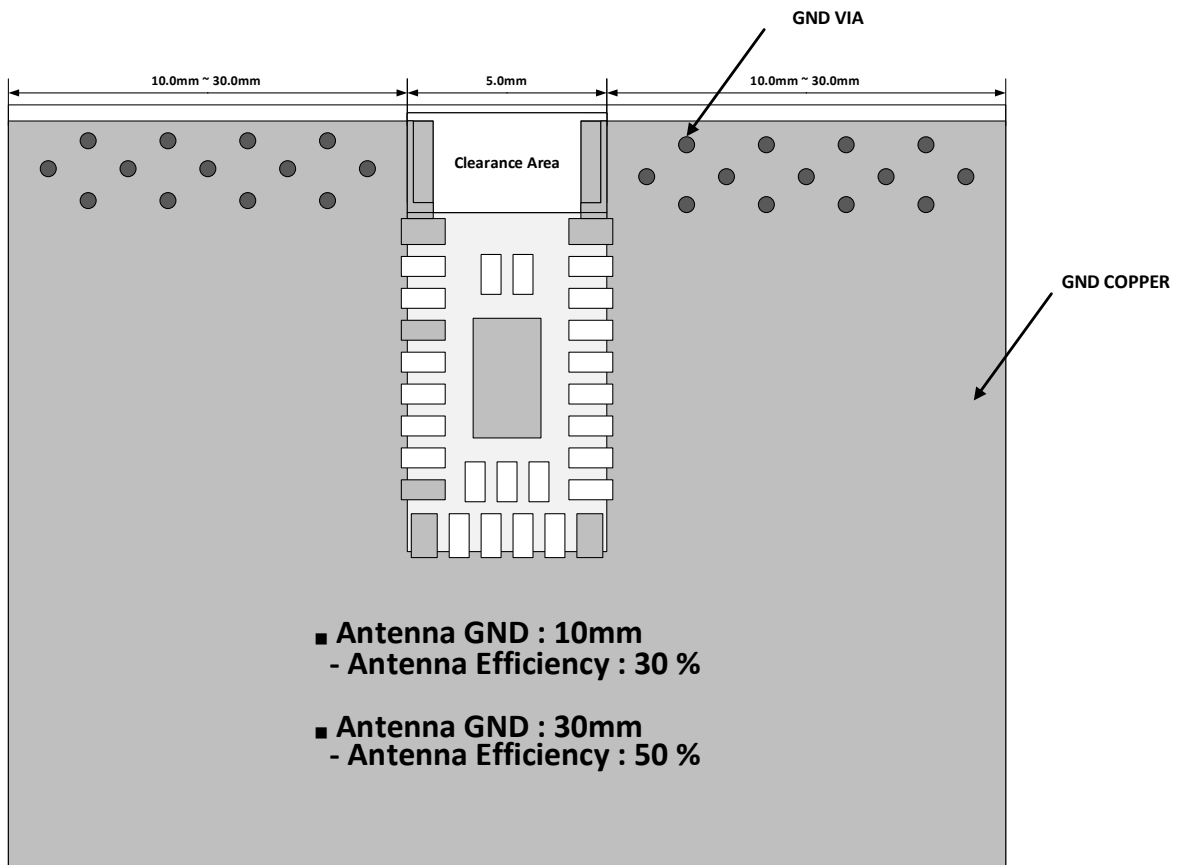 GND VIA
10.0mm ~ 30.0mm
5.0mm
10.0mm ~ 30.0mm
Clearance Area
GND COPPER
▪ Antenna GND : 10mm
- Antenna Efficiency : 30 %
▪ Antenna GND : 30mm
- Antenna Efficiency : 50 %